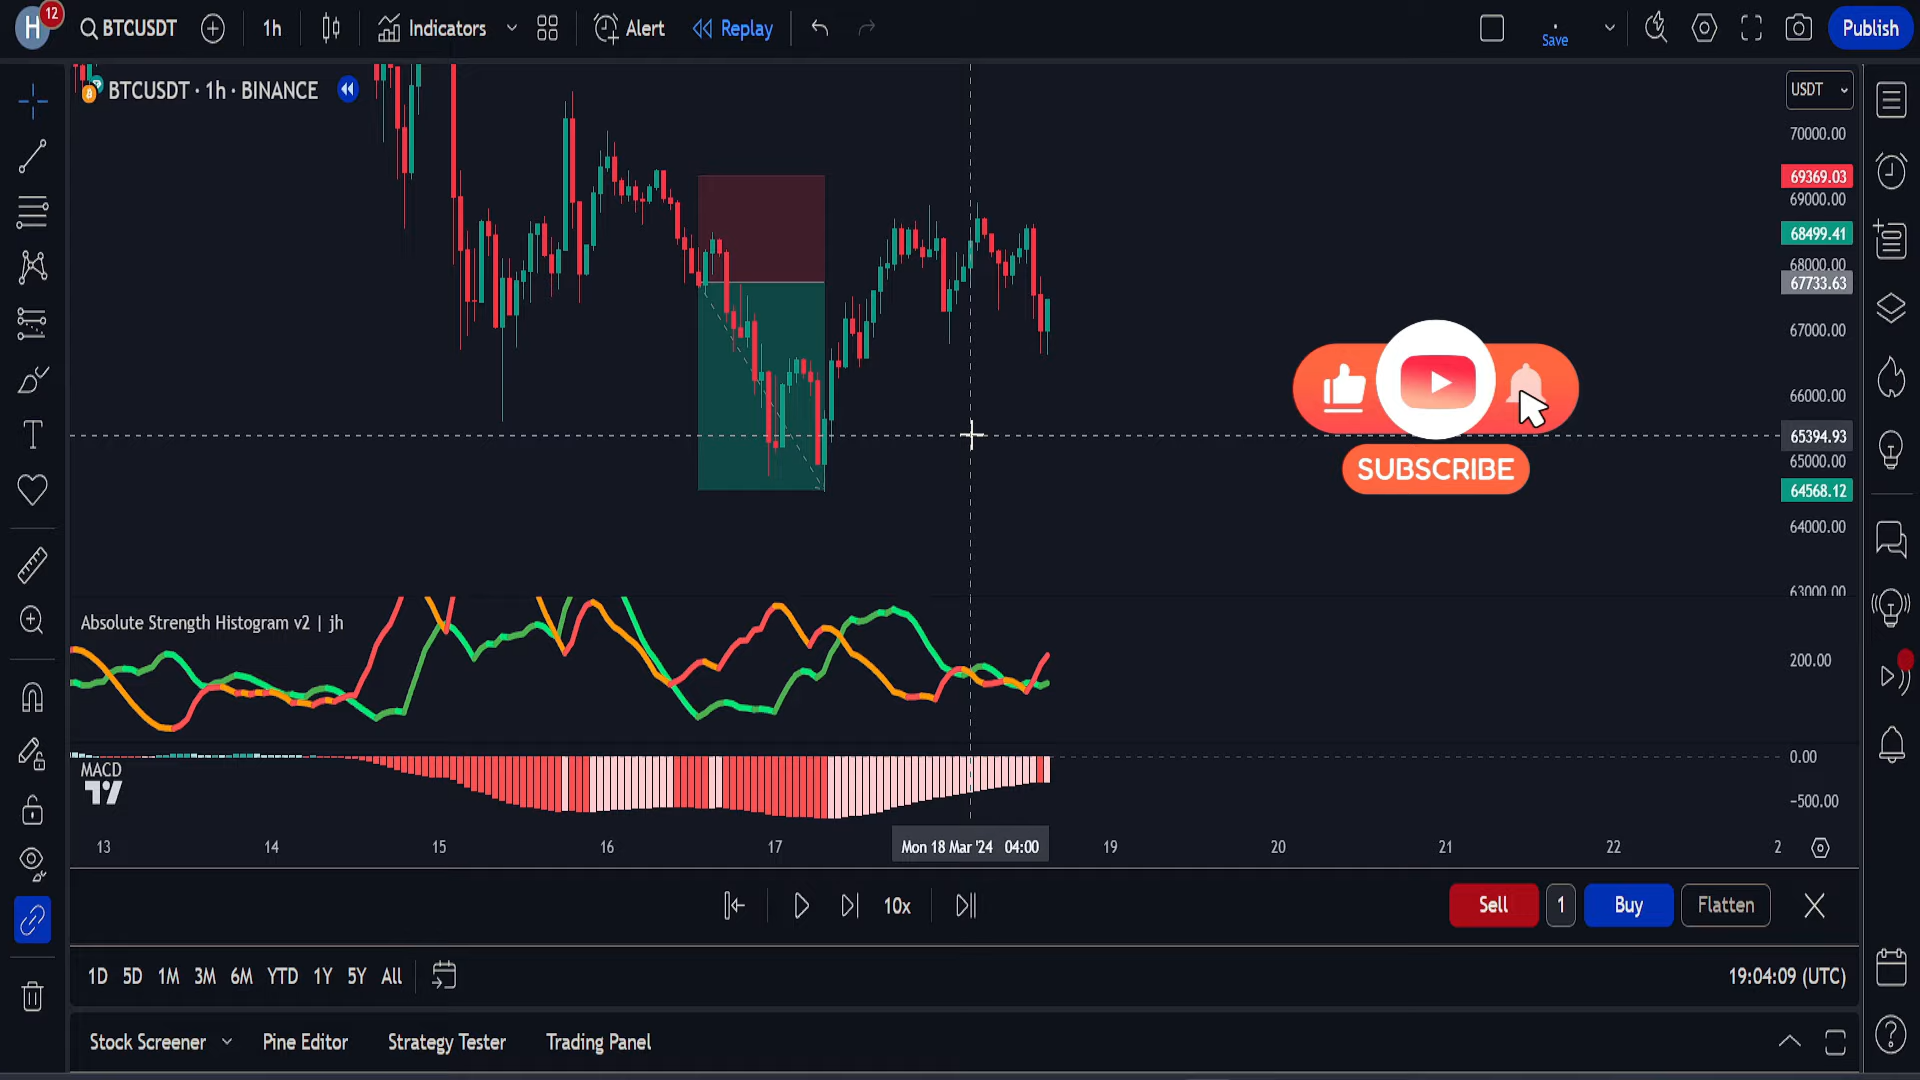 H
12
BTCUSDT
1h
Indicators
Alert
Replay
Save
Publish
BTCUSDT · 1h · BINANCE
USDT
70000.00
69369.03
69000.00
68499.41
68000.00
67733.63
67000.00
66000.00
65394.93
65000.00
64568.12
64000.00
63000.00
SUBSCRIBE
Absolute Strength Histogram v2 | jh
200.00
MACD
0.00
−500.00
13
14
15
16
17
Mon 18 Mar '24 04:00
19
20
21
22
2
10x
Sell
1
Buy
Flatten
1D 5D 1M 3M 6M YTD 1Y 5Y All
19:04:09 (UTC)
Stock Screener
Pine Editor
Strategy Tester
Trading Panel